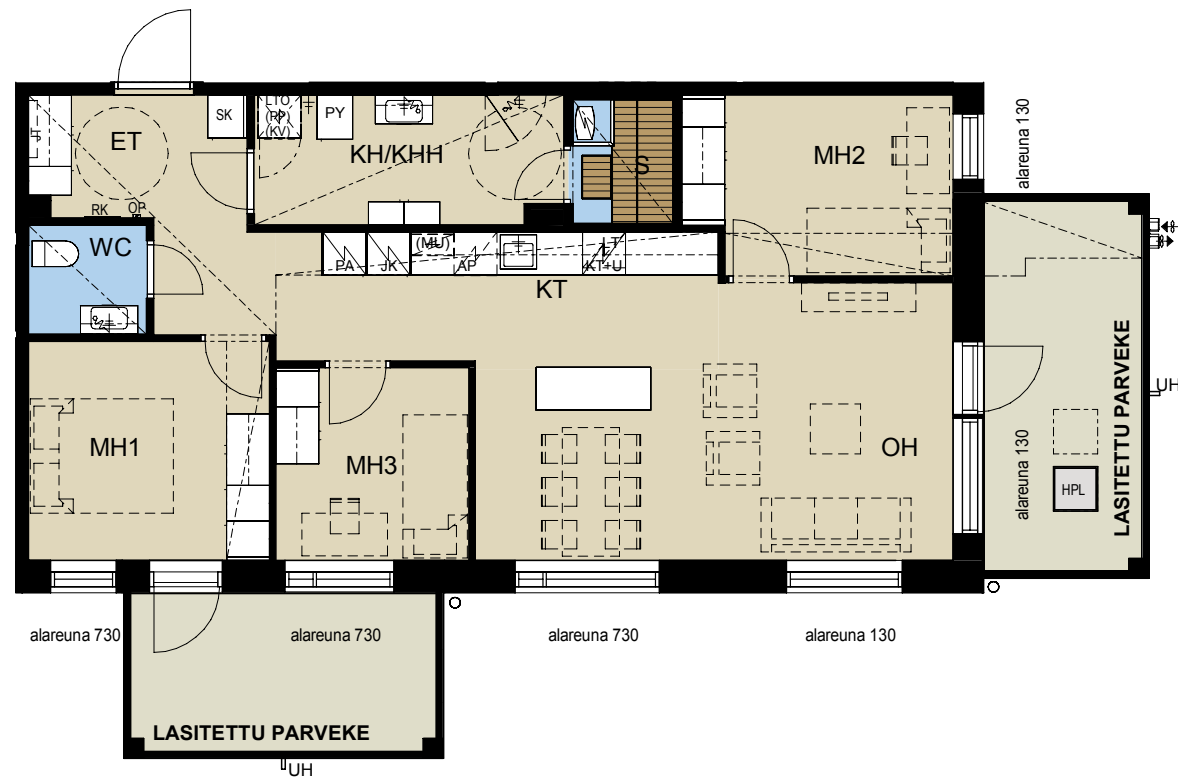 SK
LTO
(RP)
(KV)
PY
ET
KH/KHH
S
MH2
alareuna 130
RK
OP
WC
(MU)
LT
PA
JK
AP
KT+U
KT
LASITETTU PARVEKE
UH
MH1
MH3
OH
alareuna 130
HPL
alareuna 730
alareuna 730
alareuna 730
alareuna 130
LASITETTU PARVEKE
UH